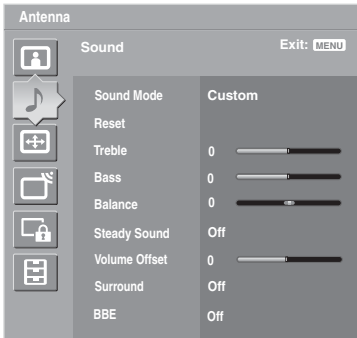 Antenna
Sound Exit: MENU
Sound Mode Custom
Reset
Treble 0
Bass 0
Balance 0
Steady Sound Off
Volume Offset 0
Surround Off
BBE Off